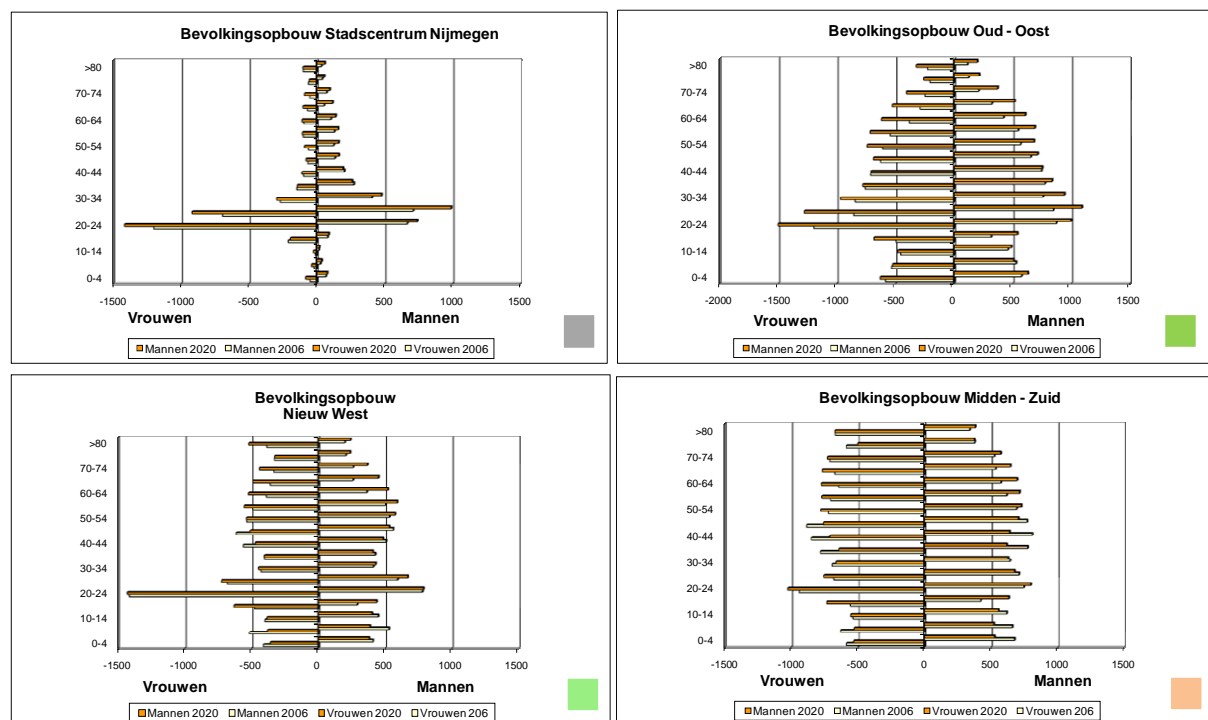 Bevolkingsopbouw Stadscentrum Nijmegen
>80
70-74
60-64
50-54
40-44
30-34
20-24
10-14
0-4
-1500 -1000 -500 0 500 1000 1500
Vrouwen Mannen
Mannen 2020 Mannen 2006 Vrouwen 2020 Vrouwen 2006
Bevolkingsopbouw Oud - Oost
>80
70-74
60-64
50-54
40-44
30-34
20-24
10-14
0-4
-2000 -1500 -1000 -500 0 500 1000 1500
Vrouwen Mannen
Mannen 2020 Mannen 2006 Vrouwen 2020 Vrouwen 2006
Bevolkingsopbouw
Nieuw West
>80
70-74
60-64
50-54
40-44
30-34
20-24
10-14
0-4
-1500 -1000 -500 0 500 1000 1500
Vrouwen Mannen
Mannen 2020 Mannen 2006 Vrouwen 2020 Vrouwen 206
Bevolkingsopbouw Midden - Zuid
>80
70-74
60-64
50-54
40-44
30-34
20-24
10-14
0-4
-1500 -1000 -500 0 500 1000 1500
Vrouwen Mannen
Mannen 2020 Mannen 2006 Vrouwen 2020 Vrouwen 2006